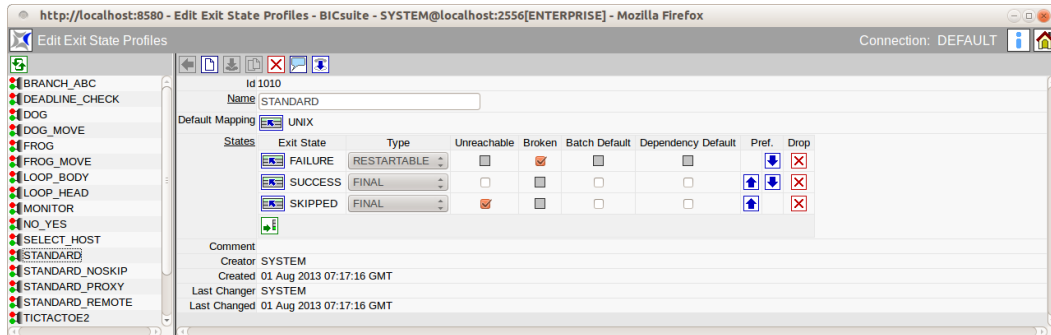 http://localhost:8580 - Edit Exit State Profiles - BICsuite - SYSTEM@localhost:2556[ENTERPRISE] - Mozilla Firefox
Edit Exit State Profiles
Connection: DEFAULT
BRANCH_ABC
DEADLINE_CHECK
DOG
DOG_MOVE
FROG
FROG_MOVE
LOOP_BODY
LOOP_HEAD
MONITOR
NO_YES
SELECT_HOST
STANDARD
STANDARD_NOSKIP
STANDARD_PROXY
STANDARD_REMOTE
TICTACTOE2
Id 1010
Name STANDARD
Default Mapping UNIX
States Exit State Type Unreachable Broken Batch Default Dependency Default Pref. Drop
FAILURE RESTARTABLE
SUCCESS FINAL
SKIPPED FINAL
Comment
Creator SYSTEM
Created 01 Aug 2013 07:17:16 GMT
Last Changer SYSTEM
Last Changed 01 Aug 2013 07:17:16 GMT